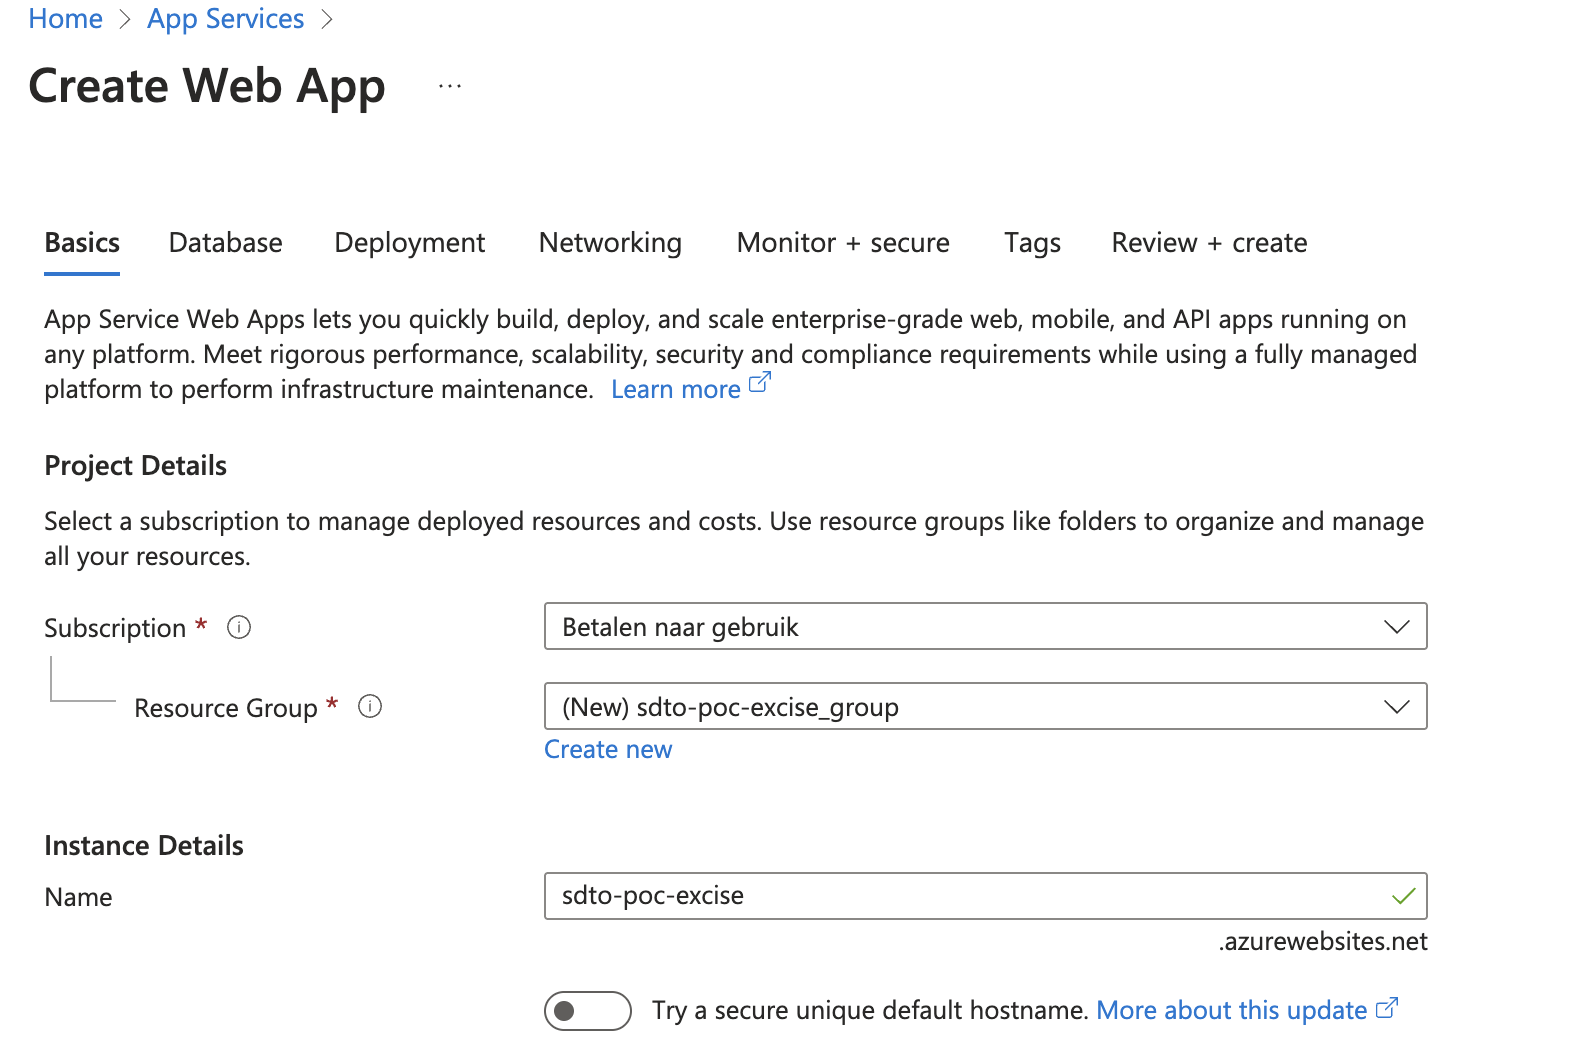 Home > App Services >
Create Web App ...
Basics Database Deployment Networking Monitor + secure Tags Review + create
App Service Web Apps lets you quickly build, deploy, and scale enterprise-grade web, mobile, and API apps running on
any platform. Meet rigorous performance, scalability, security and compliance requirements while using a fully managed
platform to perform infrastructure maintenance. Learn more
Project Details
Select a subscription to manage deployed resources and costs. Use resource groups like folders to organize and manage
all your resources.
Subscription * Betalen naar gebruik
Resource Group * (New) sdto-poc-excise_group
Create new
Instance Details
Name sdto-poc-excise
.azurewebsites.net
Try a secure unique default hostname. More about this update